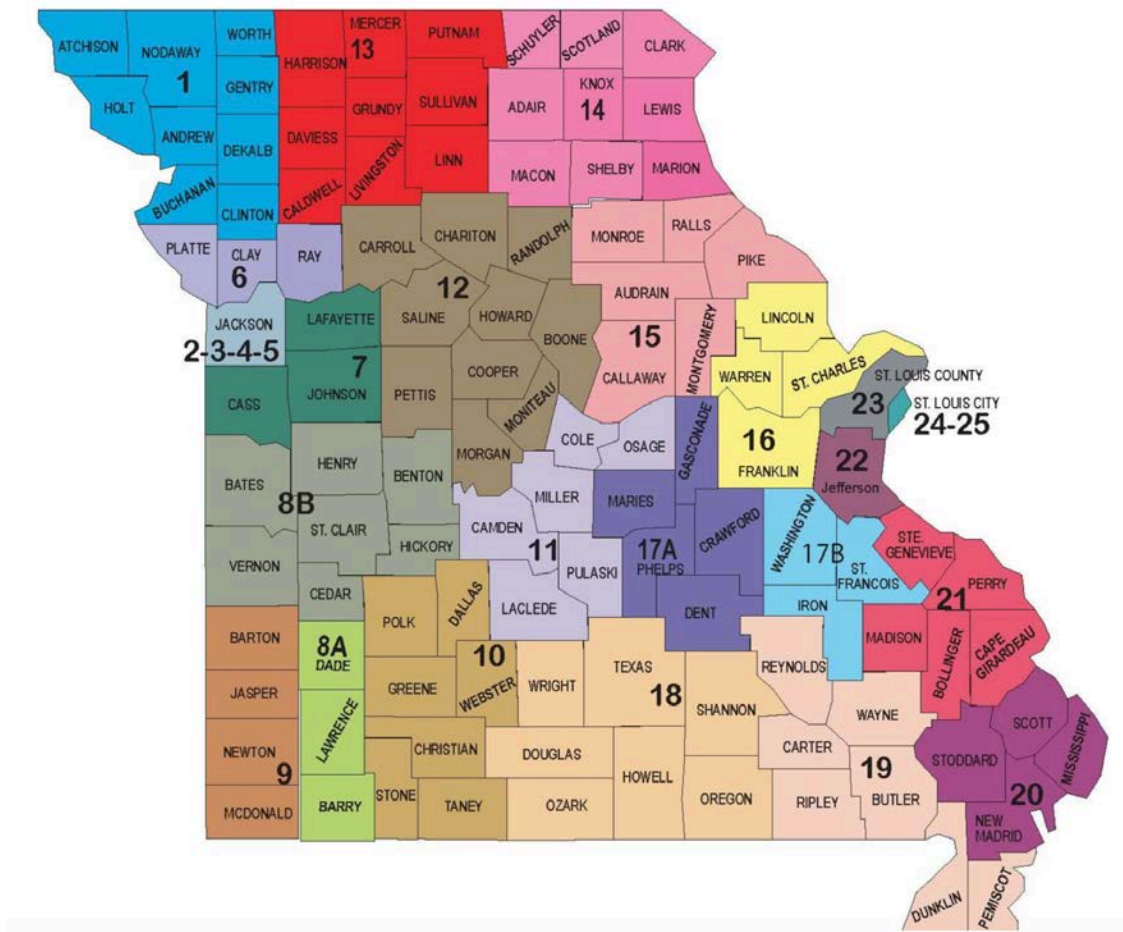 ATCHISON
NODAWAY
WORTH
HARRISON
MERCER
13
PUTNAM
SCHUYLER
SCOTLAND
CLARK
1
GENTRY
HOLT
GRUNDY
SULLIVAN
ADAIR
KNOX
14
LEWIS
ANDREW
DEKALB
DAVIESS
LIVINGSTON
LINN
MACON
SHELBY
MARION
BUCHANAN
CLINTON
CALDWELL
PLATTE
CLAY
6
RAY
CARROLL
CHARITON
RANDOLPH
MONROE
RALLS
PIKE
12
AUDRAIN
JACKSON
2-3-4-5
LAFAYETTE
SALINE
HOWARD
BOONE
15
MONTGOMERY
LINCOLN
7
JOHNSON
COOPER
CALLAWAY
WARREN
ST. CHARLES
ST. LOUIS COUNTY
CASS
PETTIS
MONITEAU
23
ST. LOUIS CITY
24-25
COLE
OSAGE
GASCONADE
16
FRANKLIN
22
Jefferson
HENRY
BENTON
MORGAN
BATES
8B
MILLER
MARIES
CRAWFORD
WASHINGTON
ST. CLAIR
CAMDEN
11
17A
PHELPS
17B
STE.
GENEVIEVE
VERNON
HICKORY
PULASKI
ST.
FRANCOIS
PERRY
21
CEDAR
LACLEDE
DENT
IRON
BARTON
POLK
DALLAS
MADISON
BOLLINGER
CAPE
GIRARDEAU
8A
DADE
10
TEXAS
REYNOLDS
JASPER
GREENE
WEBSTER
WRIGHT
18
SHANNON
WAYNE
SCOTT
MISSISSIPPI
LAWRENCE
NEWTON
9
CHRISTIAN
DOUGLAS
HOWELL
CARTER
STODDARD
19
20
MCDONALD
BARRY
STONE
TANEY
OZARK
OREGON
RIPLEY
BUTLER
NEW
MADRID
DUNKLIN
PEMISCOT